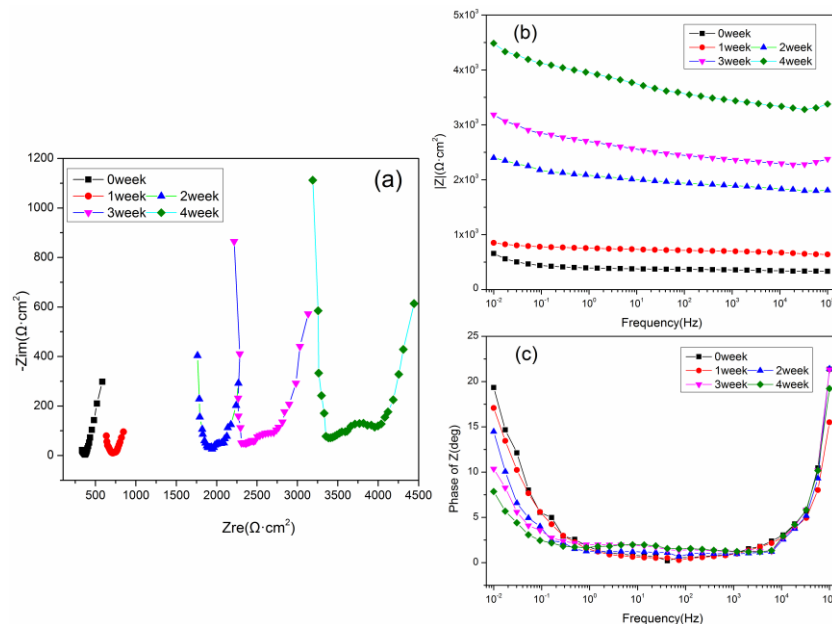 (a)
0week
1week 2week
3week 4week
1200
1000
800
600
400
200
0
-Zim(Ω·cm²)
500 1000 1500 2000 2500 3000 3500 4000 4500
Zre(Ω·cm²)
(b)
0week
1week 2week
3week 4week
5x10³
4x10³
3x10³
2x10³
1x10³
0
|Z|(Ω·cm²)
10⁻² 10⁻¹ 10⁰ 10¹ 10² 10³ 10⁴
Frequency(Hz)
(c)
0week
1week 2week
3week 4week
25
20
15
10
5
0
Phase of Z(deg)
10⁻² 10⁻¹ 10⁰ 10¹ 10² 10³ 10⁴
Frequency(Hz)